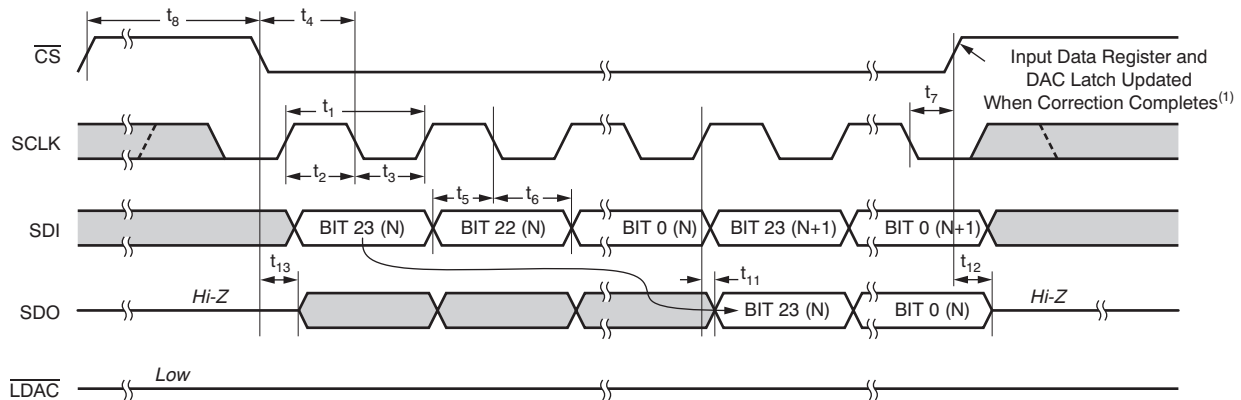 t8
t4
CS
Input Data Register and
DAC Latch Updated
When Correction Completes(1)
t7
t1
SCLK
t2
t3
t5
t6
SDI
BIT 23 (N)
BIT 22 (N)
BIT 0 (N)
BIT 23 (N+1)
BIT 0 (N+1)
t13
t11
t12
Hi-Z
Hi-Z
SDO
BIT 23 (N)
BIT 0 (N)
Low
LDAC